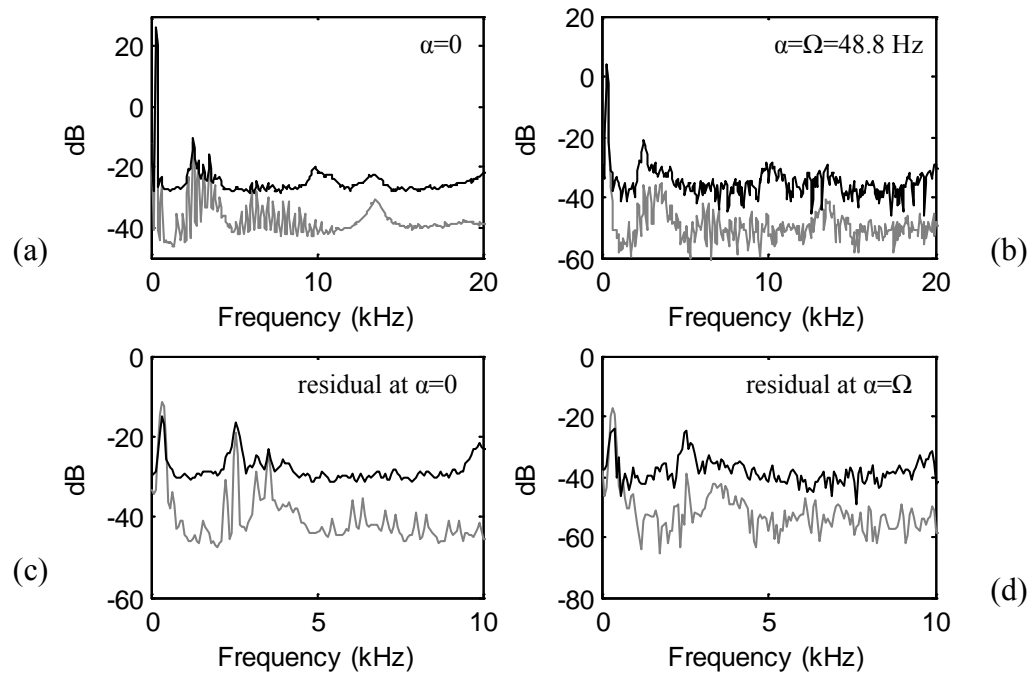 α=0
20
0
-20
-40
dB
0
10
20
Frequency (kHz)
(a)
α=Ω=48.8 Hz
20
0
-20
-40
-60
dB
0
10
20
Frequency (kHz)
(b)
residual at α=0
0
-20
-40
-60
dB
0
5
10
Frequency (kHz)
(c)
residual at α=Ω
0
-20
-40
-60
-80
dB
0
5
10
Frequency (kHz)
(d)